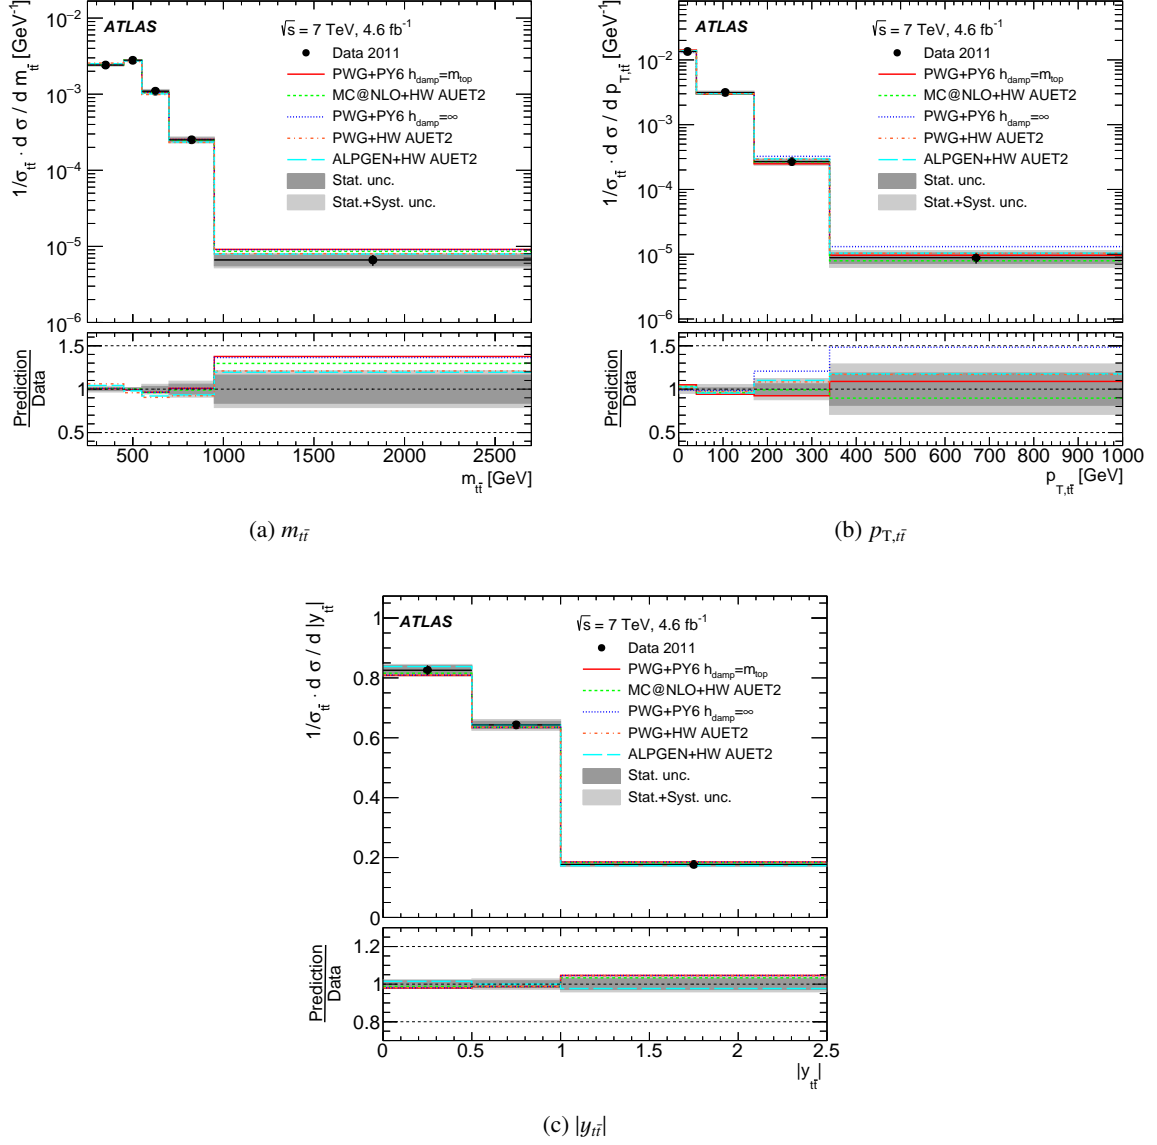 ATLAS
√s = 7 TeV, 4.6 fb⁻¹
Data 2011
PWG+PY6 h_damp=m_top
MC@NLO+HW AUET2
PWG+PY6 h_damp=∞
PWG+HW AUET2
ALPGEN+HW AUET2
Stat. unc.
Stat.+Syst. unc.
1/σ_tt̄ · d σ / d m_tt̄ [GeV⁻¹]
10⁻²
10⁻³
10⁻⁴
10⁻⁵
10⁻⁶
Prediction
Data
1.5
1.0
0.5
500 1000 1500 2000 2500
m_tt̄ [GeV]
(a) m_tt̄
ATLAS
√s = 7 TeV, 4.6 fb⁻¹
Data 2011
PWG+PY6 h_damp=m_top
MC@NLO+HW AUET2
PWG+PY6 h_damp=∞
PWG+HW AUET2
ALPGEN+HW AUET2
Stat. unc.
Stat.+Syst. unc.
1/σ_tt̄ · d σ / d p_T,tt̄ [GeV⁻¹]
10⁻²
10⁻³
10⁻⁴
10⁻⁵
10⁻⁶
Prediction
Data
1.5
1.0
0.5
0 100 200 300 400 500 600 700 800 900 1000
p_T,tt̄ [GeV]
(b) p_T,tt̄
ATLAS
√s = 7 TeV, 4.6 fb⁻¹
Data 2011
PWG+PY6 h_damp=m_top
MC@NLO+HW AUET2
PWG+PY6 h_damp=∞
PWG+HW AUET2
ALPGEN+HW AUET2
Stat. unc.
Stat.+Syst. unc.
1/σ_tt̄ · d σ / d |y_tt̄|
1
0.8
0.6
0.4
0.2
0
Prediction
Data
1.2
1.0
0.8
0 0.5 1 1.5 2 2.5
|y_tt̄|
(c) |y_tt̄|